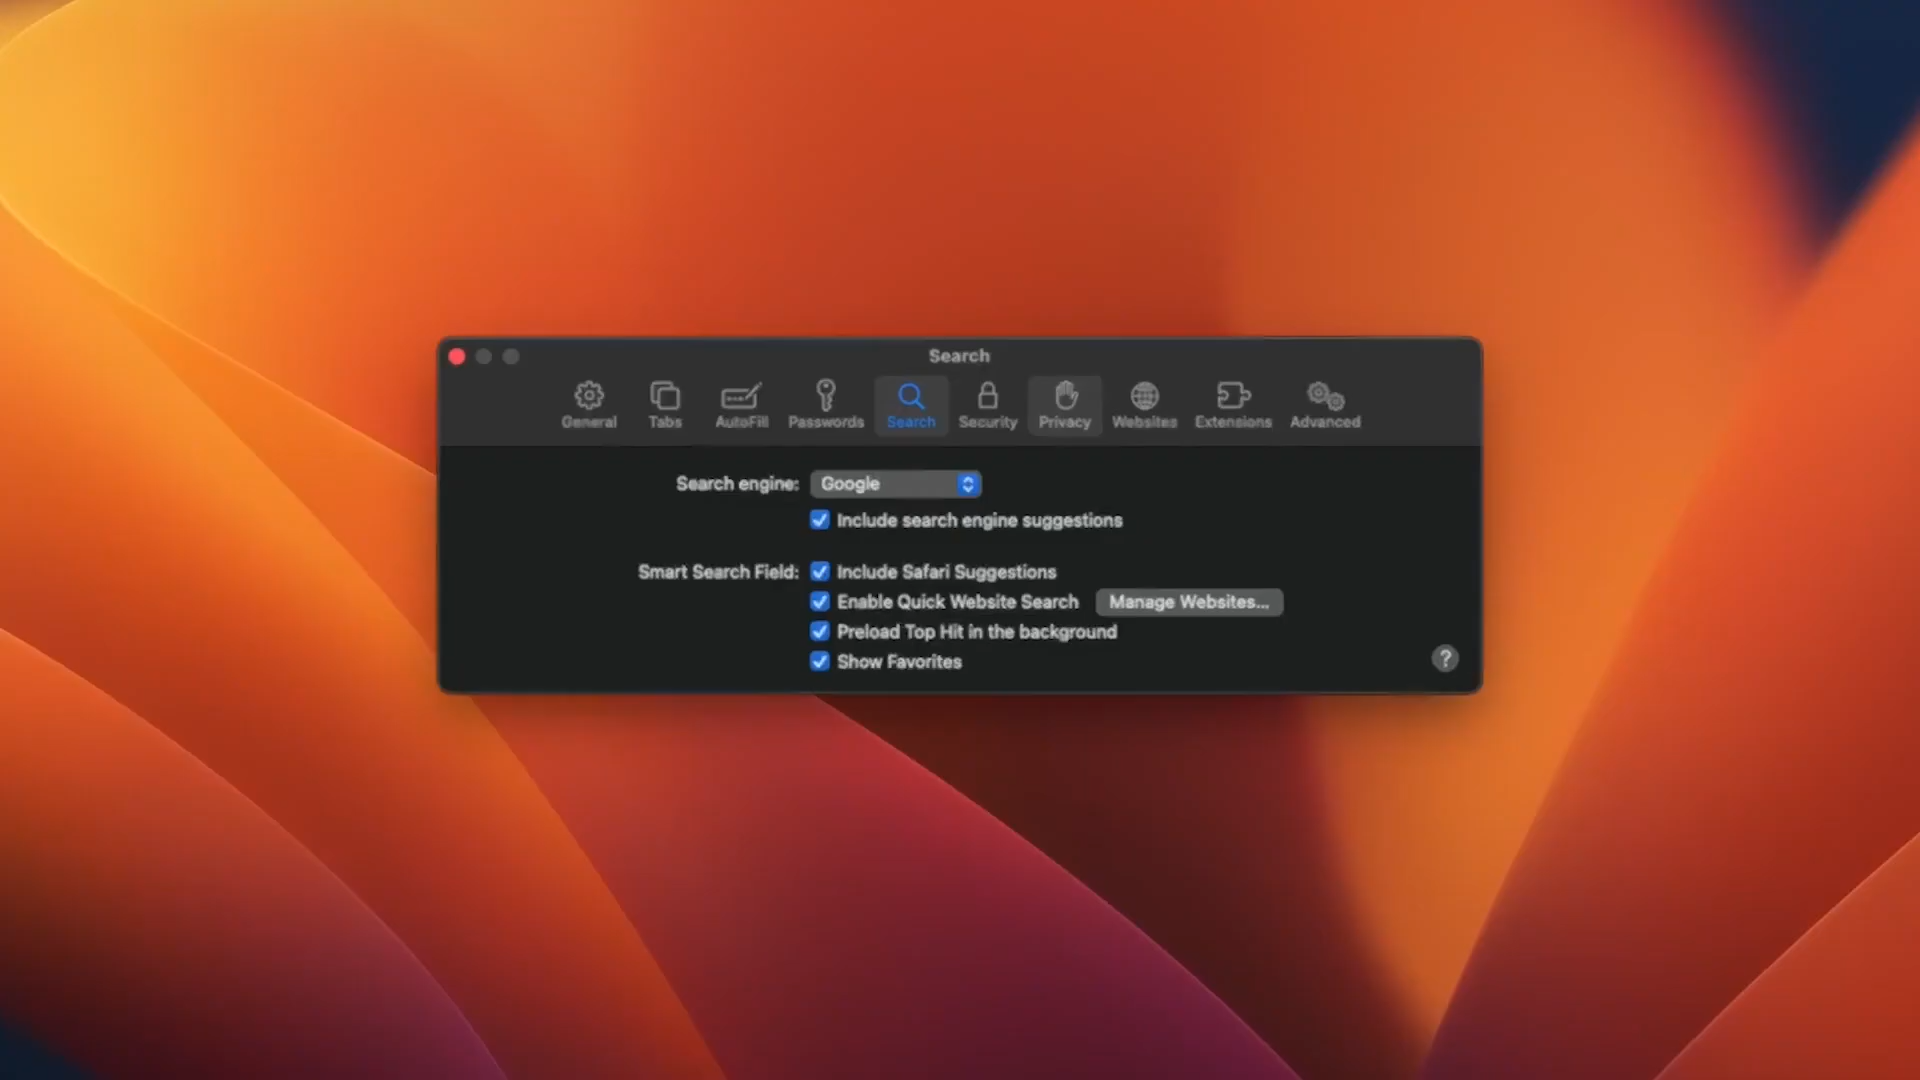 Search
General Tabs AutoFill Passwords Search Security Privacy Websites Extensions Advanced
Search engine: Google
Include search engine suggestions
Smart Search Field: Include Safari Suggestions
Enable Quick Website Search Manage Websites...
Preload Top Hit in the background
Show Favorites
?